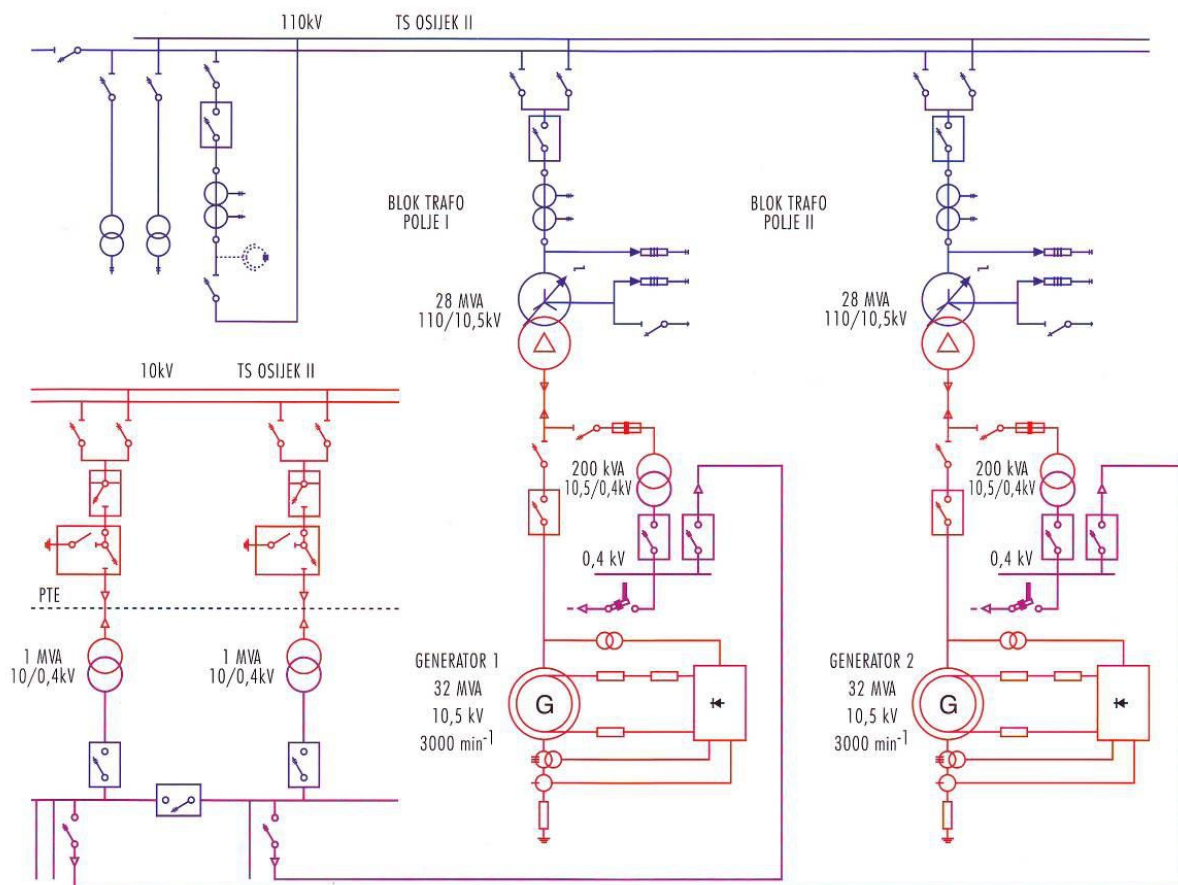 110kV TS OSIJEK II
BLOK TRAFO
POLJE I
BLOK TRAFO
POLJE II
28 MVA
110/10,5kV
28 MVA
110/10,5kV
10kV TS OSIJEK II
200 kVA
10,5/0,4kV
200 kVA
10,5/0,4kV
0,4 kV
0,4 kV
PTE
1 MVA
10/0,4kV
1 MVA
10/0,4kV
GENERATOR 1
32 MVA
10,5 kV
3000 min⁻¹
G
GENERATOR 2
32 MVA
10,5 kV
3000 min⁻¹
G